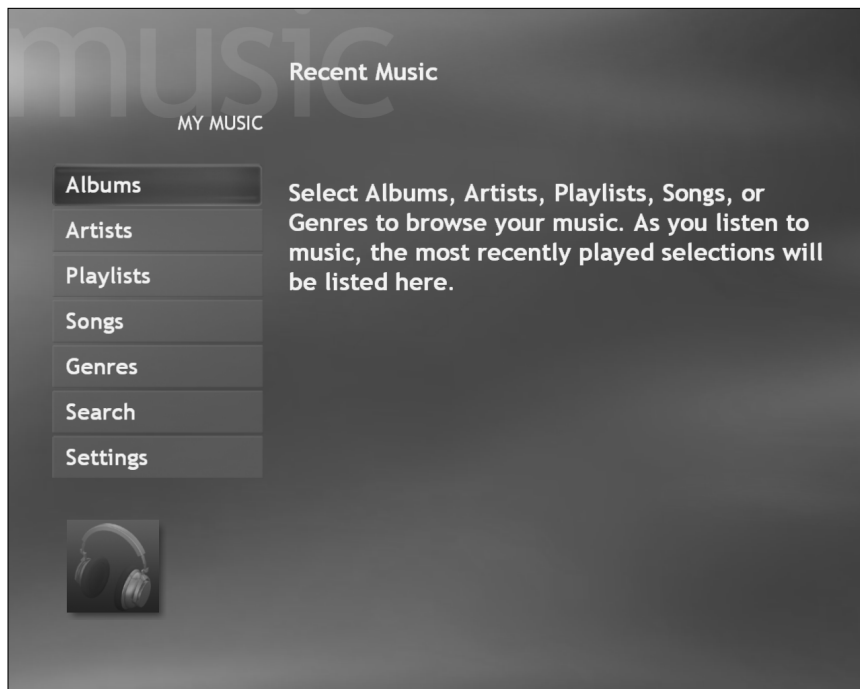 music
Recent Music
MY MUSIC
Albums
Artists
Playlists
Songs
Genres
Search
Settings
Select Albums, Artists, Playlists, Songs, or
Genres to browse your music. As you listen to
music, the most recently played selections will
be listed here.